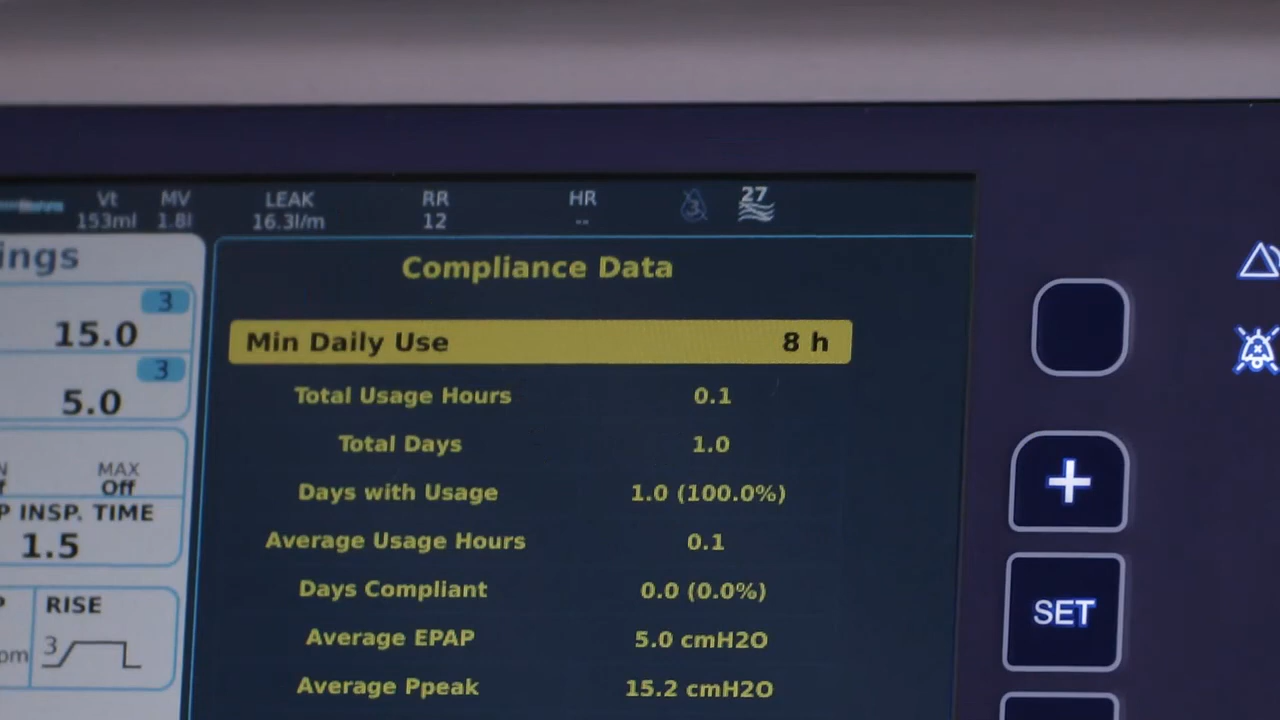 Vt MV LEAK RR HR 27
153ml 1.8l 16.3l/m 12 -- 3
ings
3
15.0
3
5.0
MAX
Off
INSP. TIME
1.5
RISE
3
Compliance Data
Min Daily Use 8 h
Total Usage Hours 0.1
Total Days 1.0
Days with Usage 1.0 (100.0%)
Average Usage Hours 0.1
Days Compliant 0.0 (0.0%)
Average EPAP 5.0 cmH2O
Average Ppeak 15.2 cmH2O
+
SET